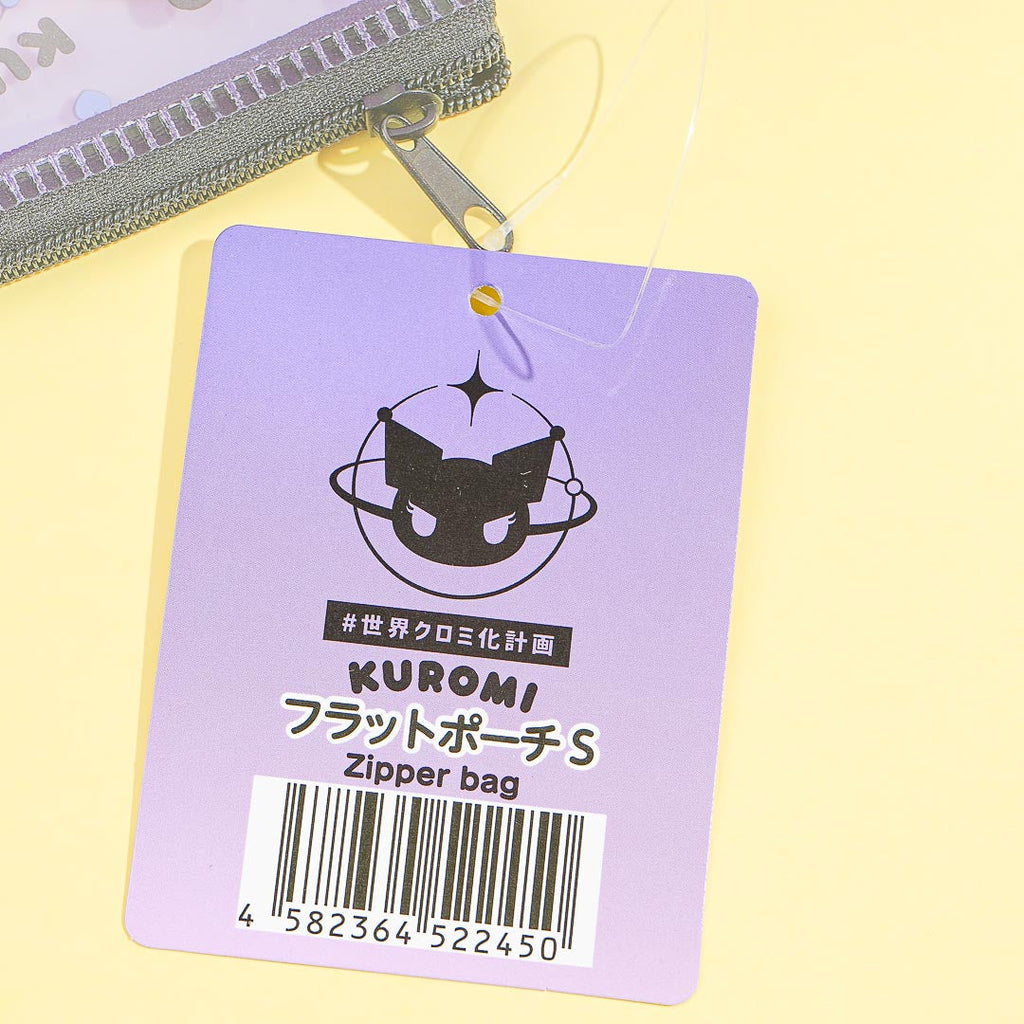 KU
#世界クロミ化計画
KUROMI
フラットポーチ S
Zipper bag
4 582364 522450